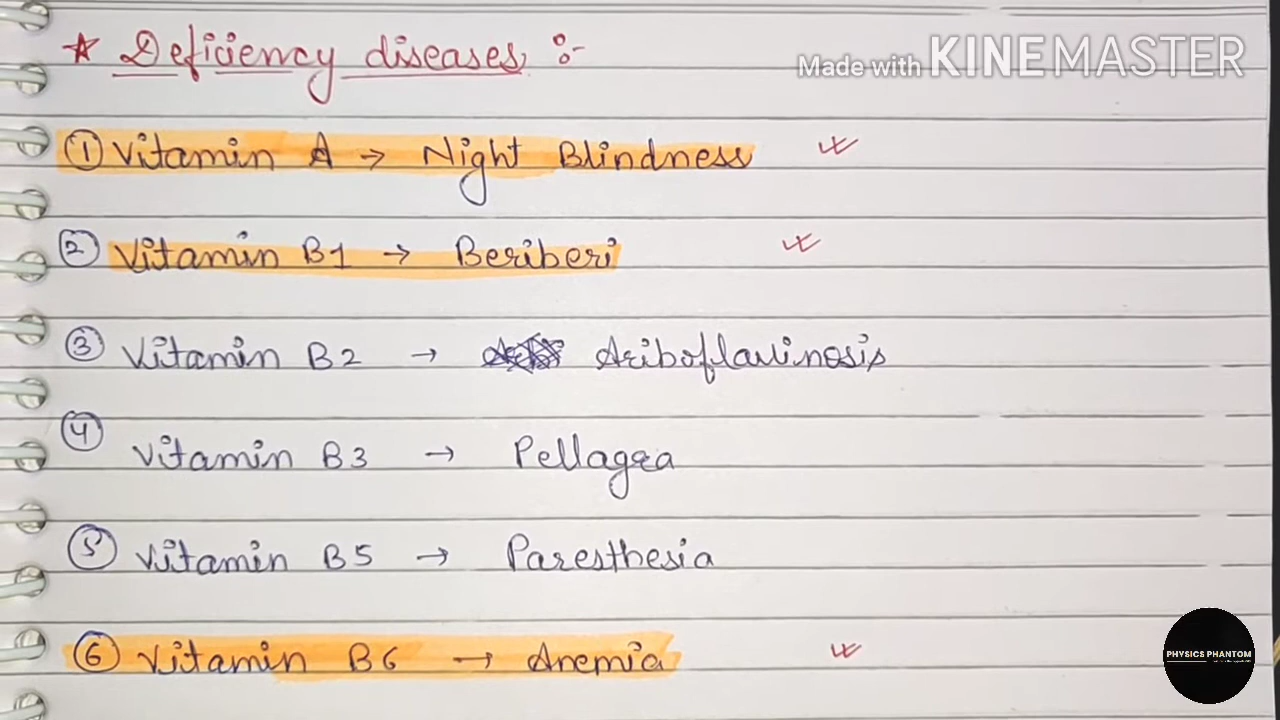 ★ Deficiency diseases :-
Made with KINEMASTER
① Vitamin A → Night Blindness
② Vitamin B1 → Beriberi
③ Vitamin B2 → Ariboflavinosis
④ Vitamin B3 → Pellagra
⑤ Vitamin B5 → Paresthesia
⑥ Vitamin B6 → Anemia
PHYSICS PHANTOM